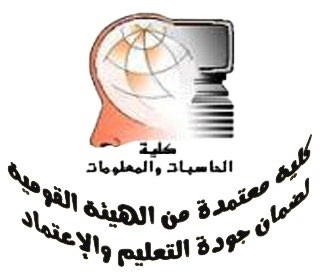 كلية
الحاسبات والمعلومات
كلية معتمدة من الهيئة القومية
لضمان جودة التعليم والإعتماد